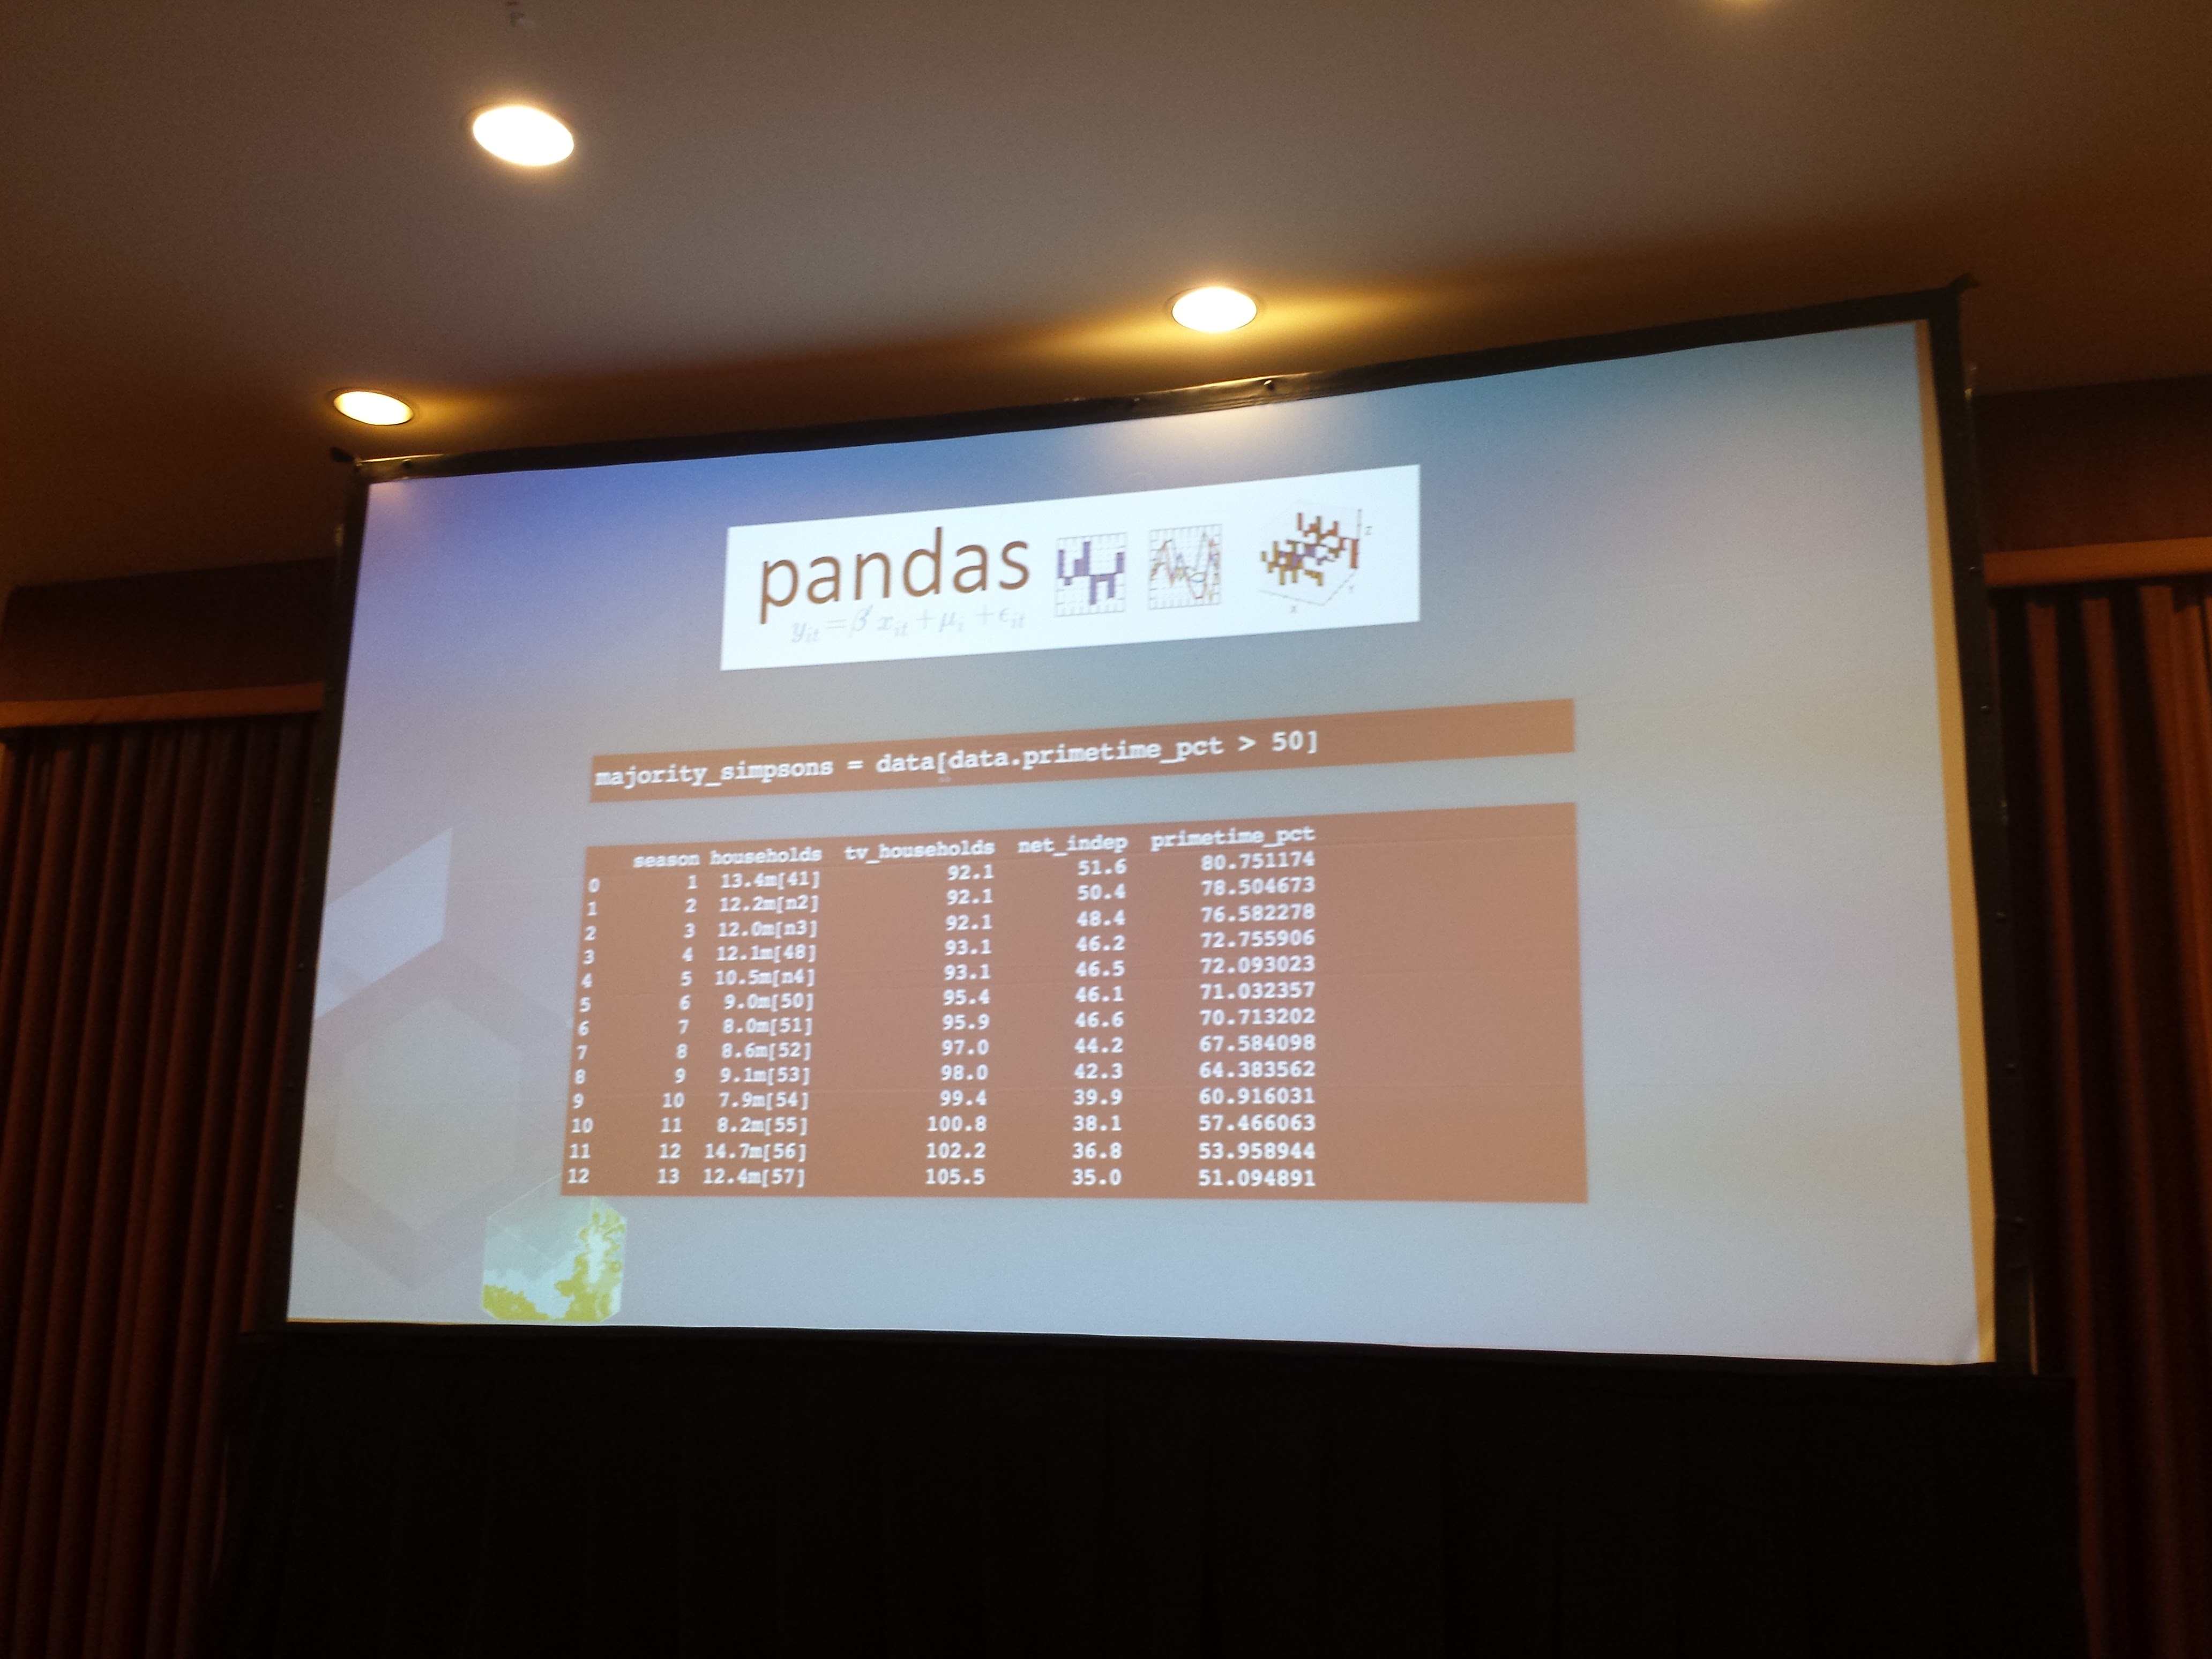 pandas
y_it = β' x_it + μ_i + ϵ_it
Z
Y
X
majority_simpsons = data[data.primetime_pct > 50]
season households tv_households net_indep primetime_pct
0 1 13.4m[41] 92.1 51.6 80.751174
1 2 12.2m[n2] 92.1 50.4 78.504673
2 3 12.0m[n3] 92.1 48.4 76.582278
3 4 12.1m[48] 93.1 46.2 72.755906
4 5 10.5m[n4] 93.1 46.5 72.093023
5 6 9.0m[50] 95.4 46.1 71.032357
6 7 8.0m[51] 95.9 46.6 70.713202
7 8 8.6m[52] 97.0 44.2 67.584098
8 9 9.1m[53] 98.0 42.3 64.383562
9 10 7.9m[54] 99.4 39.9 60.916031
10 11 8.2m[55] 100.8 38.1 57.466063
11 12 14.7m[56] 102.2 36.8 53.958944
12 13 12.4m[57] 105.5 35.0 51.094891